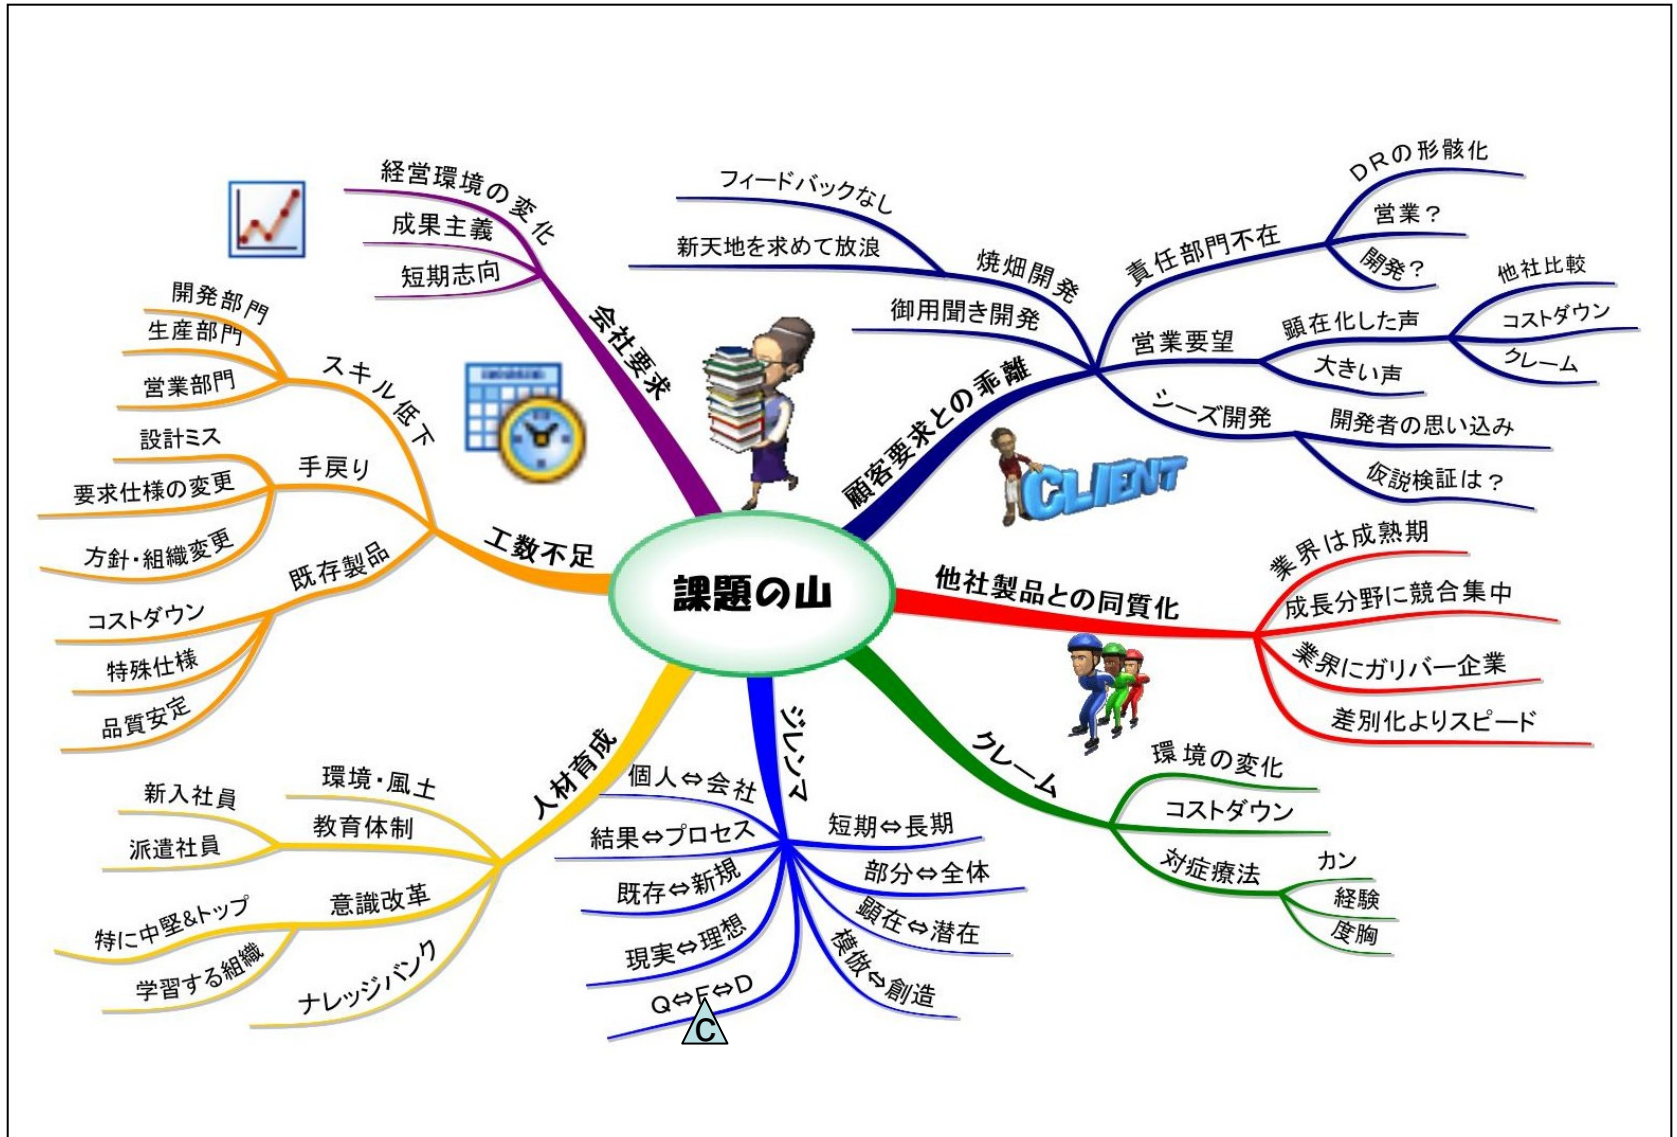 課題の山
会社要求
経営環境の変化
成果主義
短期志向
顧客要求との乖離
焼畑開発
フィードバックなし
新天地を求めて放浪
御用聞き開発
責任部門不在
DRの形骸化
営業？
開発？
営業要望
顕在化した声
他社比較
コストダウン
クレーム
大きい声
シーズ開発
開発者の思い込み
仮説検証は？
CLIENT
他社製品との同質化
業界は成熟期
成長分野に競合集中
業界にガリバー企業
差別化よりスピード
クレーム
環境の変化
コストダウン
対症療法
カン
経験
度胸
ジレンマ
短期⇔長期
部分⇔全体
顕在⇔潜在
模倣⇔創造
個人⇔会社
結果⇔プロセス
既存⇔新規
現実⇔理想
Q⇔F⇔D
C
人材育成
環境・風土
教育体制
新入社員
派遣社員
意識改革
特に中堅&トップ
学習する組織
ナレッジバンク
工数不足
スキル低下
開発部門
生産部門
営業部門
手戻り
設計ミス
要求仕様の変更
方針・組織変更
既存製品
コストダウン
特殊仕様
品質安定